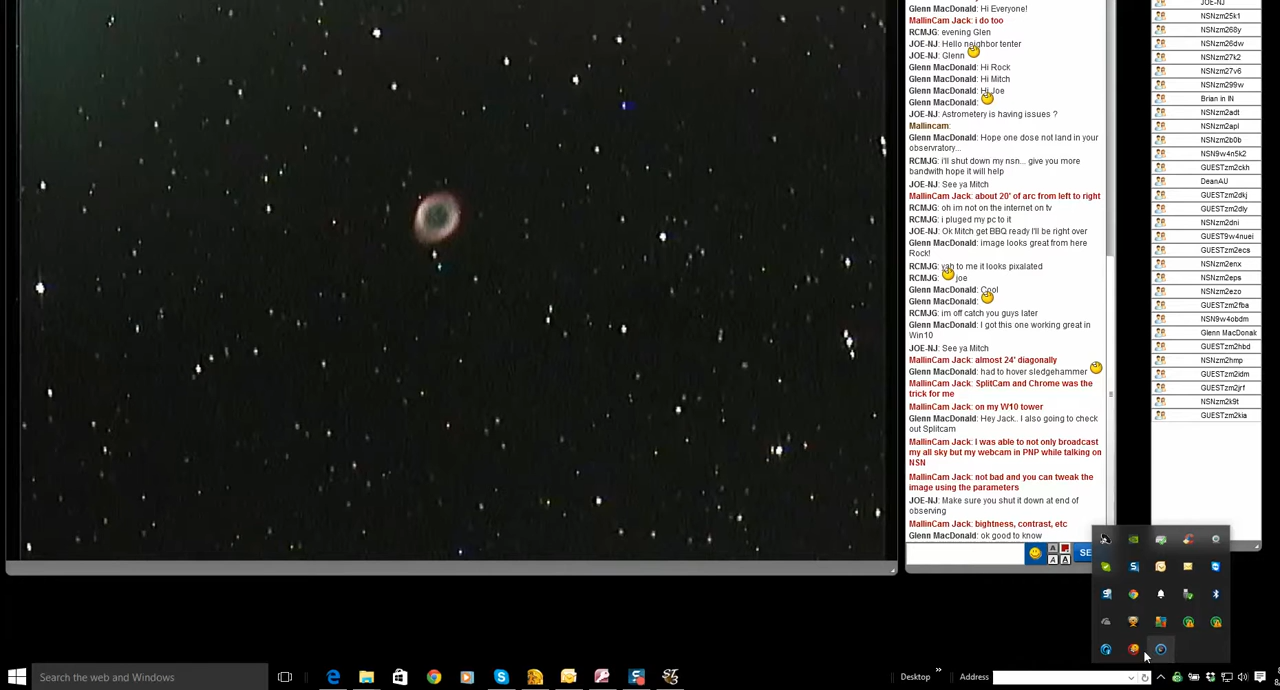 Glenn MacDonald: Hi Everyone!
MallinCam Jack: i do too
RCMJG: evening Glen
JOE-NJ: Hello neighbor tenter
JOE-NJ: Glenn
Glenn MacDonald: Hi Rock
Glenn MacDonald: Hi Mitch
Glenn MacDonald: Hi Joe
Glenn MacDonald:
JOE-NJ: Astrometery is having issues ?
Mallincam:
Glenn MacDonald: Hope one dose not land in your
observratory...
RCMJG: i'll shut down my nsn... give you more
bandwith hope it will help
JOE-NJ: See ya Mitch
MallinCam Jack: about 20' of arc from left to right
RCMJG: oh im not on the internet on tv
RCMJG: i pluged my pc to it
JOE-NJ: Ok Mitch get BBQ ready I'll be right over
Glenn MacDonald: image looks great from here
Rock!
RCMJG: yah to me it looks pixalated
RCMJG: joe
Glenn MacDonald: Cool
Glenn MacDonald:
RCMJG: im off catch you guys later
Glenn MacDonald: I got this one working great in
Win10
JOE-NJ: See ya Mitch
MallinCam Jack: almost 24' diagonally
Glenn MacDonald: had to hover sledgehammer
MallinCam Jack: SplitCam and Chrome was the
trick for me
MallinCam Jack: on my W10 tower
Glenn MacDonald: Hey Jack.. I also going to check
out Splitcam
MallinCam Jack: I was able to not only broadcast
my all sky but my webcam in PNP while talking on
NSN
MallinCam Jack: not bad and you can tweak the
image using the parameters
JOE-NJ: Make sure you shut it down at end of
observing
MallinCam Jack: bightness, contrast, etc
Glenn MacDonald: ok good to know
A
A
A
SE
JOE-NJ
NSNzm25k1
NSNzm268y
NSNzm26dw
NSNzm27k2
NSNzm27v6
NSNzm299w
Brian in IN
NSNzm2adt
NSNzm2apl
NSNzm2b0b
NSN9w4n5k2
GUESTzm2ckh
DeanAU
GUESTzm2dkj
GUESTzm2dly
NSNzm2dni
GUEST9w4nuei
GUESTzm2ecs
NSNzm2enx
NSNzm2eps
NSNzm2ezo
GUESTzm2fba
NSN9w4obdm
Glenn MacDonak
GUESTzm2hbd
NSNzm2hmp
GUESTzm2idm
GUESTzm2jrf
NSNzm2k9t
GUESTzm2kia
Search the web and Windows
Desktop
Address